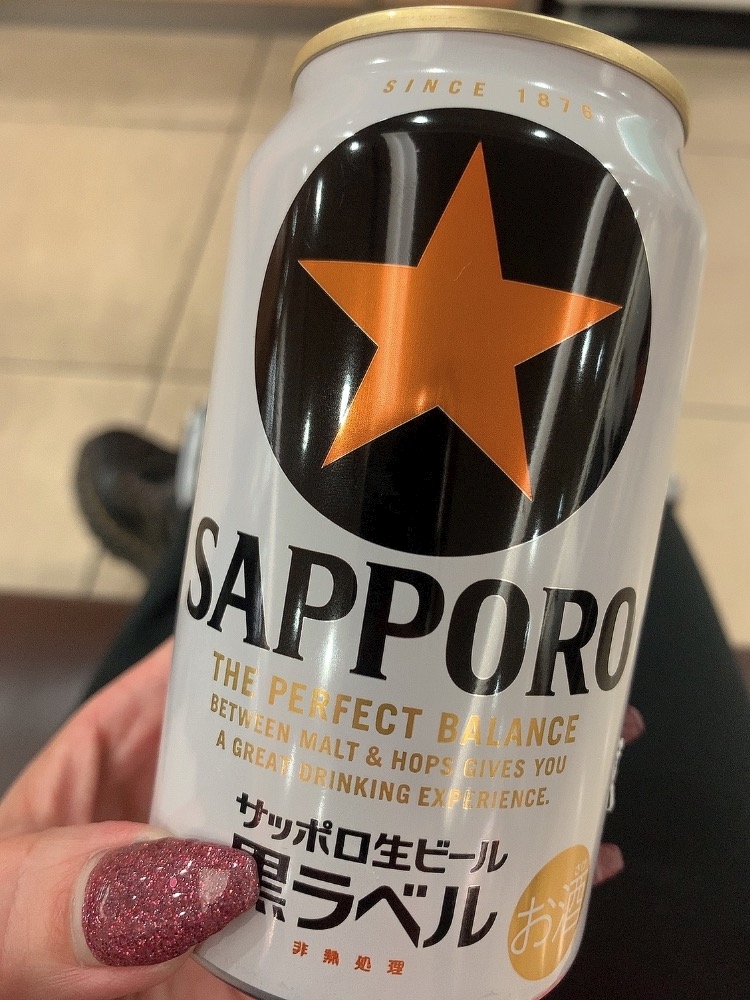 SINCE 1876
SAPPORO
THE PERFECT BALANCE
BETWEEN MALT & HOPS GIVES YOU
A GREAT DRINKING EXPERIENCE.
サッポロ生ビール
黒ラベル
お酒
非熱処理